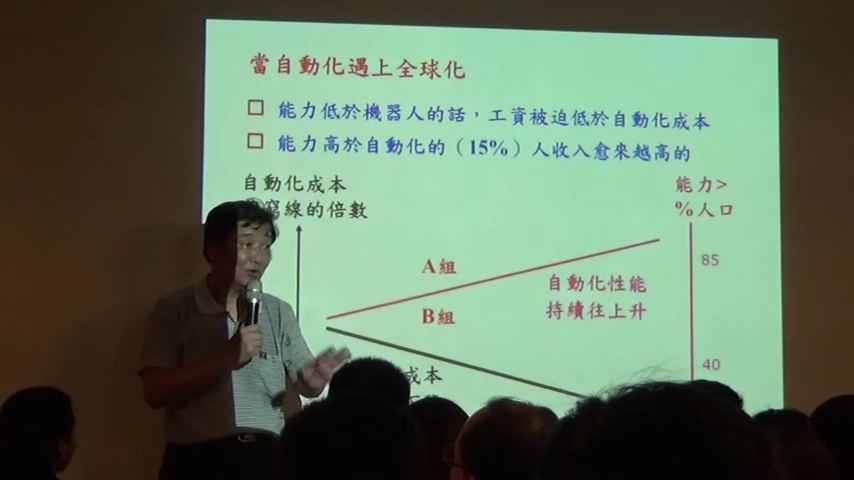 當自動化遇上全球化
能力低於機器人的話，工資被迫低於自動化成本
能力高於自動化的（15%）人收入愈來越高的
自動化成本
窮線的倍數
能力>
%人口
85
A組
自動化性能
持續往上升
B組
40
成本